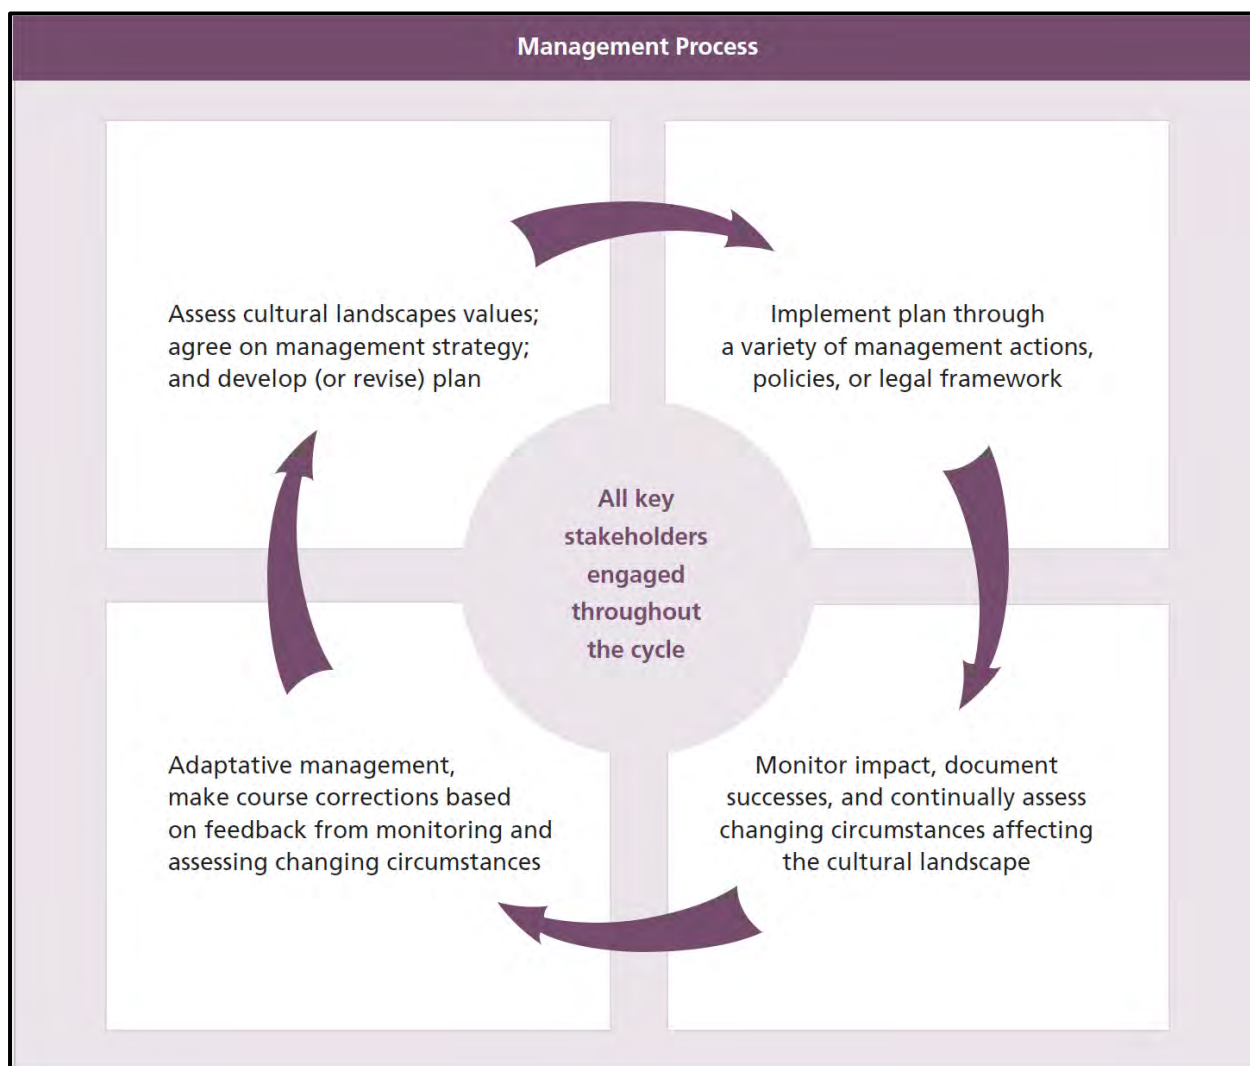 Management Process
Assess cultural landscapes values;
agree on management strategy;
and develop (or revise) plan
Implement plan through
a variety of management actions,
policies, or legal framework
All key
stakeholders
engaged
throughout
the cycle
Adaptative management,
make course corrections based
on feedback from monitoring and
assessing changing circumstances
Monitor impact, document
successes, and continually assess
changing circumstances affecting
the cultural landscape